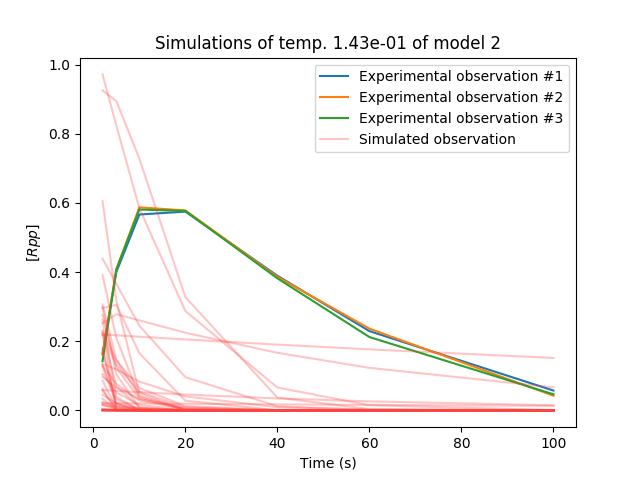 Simulations of temp. 1.43e-01 of model 2
Experimental observation #1
Experimental observation #2
Experimental observation #3
Simulated observation
[Rpp]
1.0
0.8
0.6
0.4
0.2
0.0
0 20 40 60 80 100
Time (s)